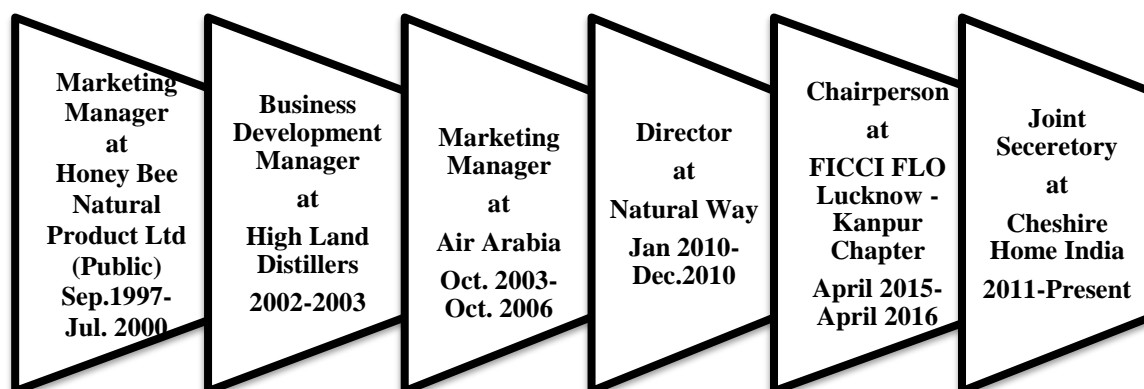 Marketing
Manager
at
Honey Bee
Natural
Product Ltd
(Public)
Sep.1997-
Jul. 2000
Business
Development
Manager
at
High Land
Distillers
2002-2003
Marketing
Manager
at
Air Arabia
Oct. 2003-
Oct. 2006
Director
at
Natural Way
Jan 2010-
Dec.2010
Chairperson
at
FICCI FLO
Lucknow -
Kanpur
Chapter
April 2015-
April 2016
Joint
Seceretory
at
Cheshire
Home India
2011-Present